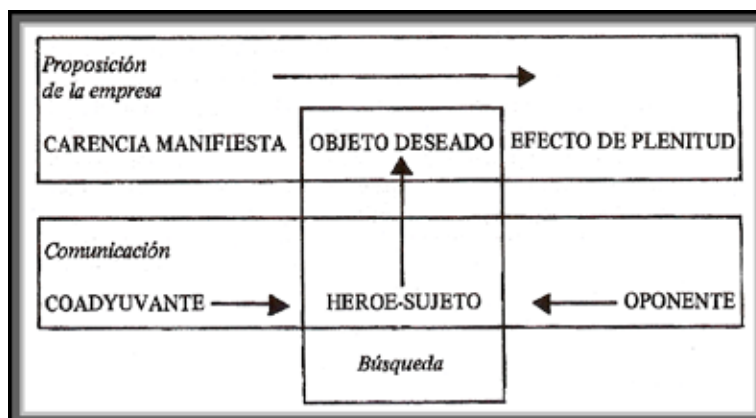 Proposición
de la empresa
CARENCIA MANIFIESTA OBJETO DESEADO EFECTO DE PLENITUD
Comunicación
COADYUVANTE HEROE-SUJETO OPONENTE
Búsqueda